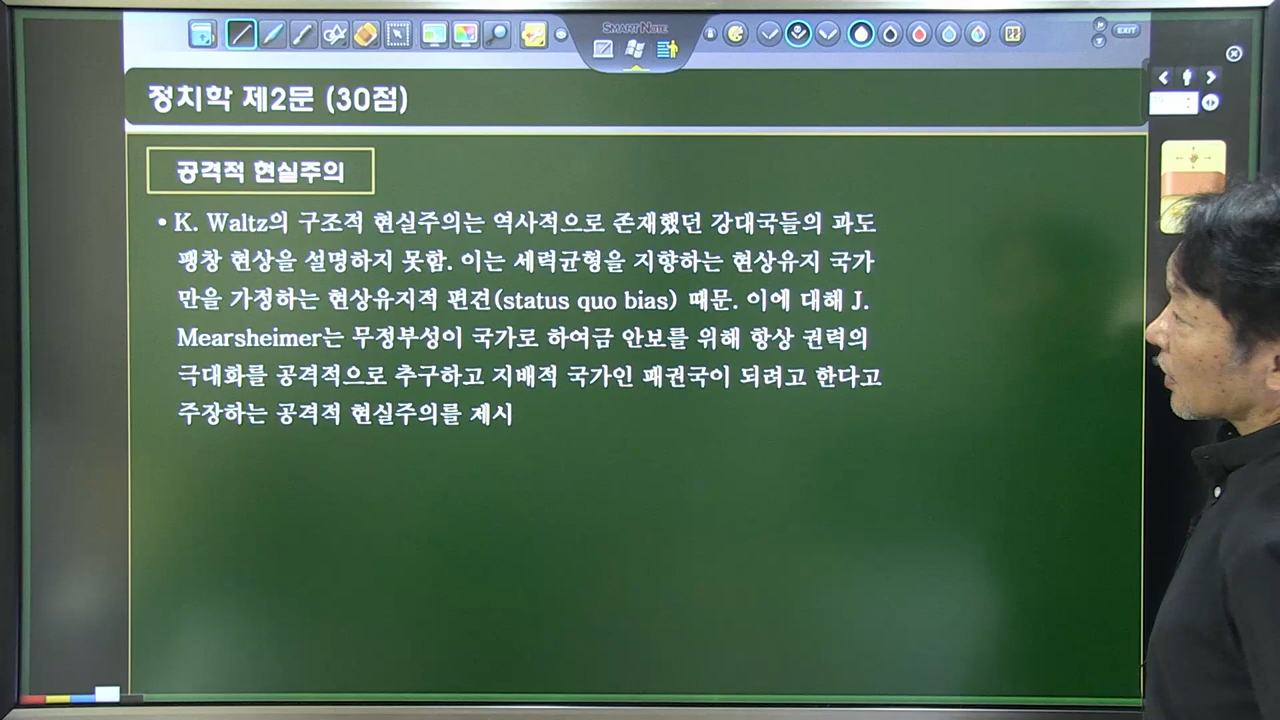 SMART NOTE
EXIT
정치학 제2문 (30점)
공격적 현실주의
• K. Waltz의 구조적 현실주의는 역사적으로 존재했던 강대국들의 과도
팽창 현상을 설명하지 못함. 이는 세력균형을 지향하는 현상유지 국가
만을 가정하는 현상유지적 편견(status quo bias) 때문. 이에 대해 J.
Mearsheimer는 무정부성이 국가로 하여금 안보를 위해 항상 권력의
극대화를 공격적으로 추구하고 지배적 국가인 패권국이 되려고 한다고
주장하는 공격적 현실주의를 제시